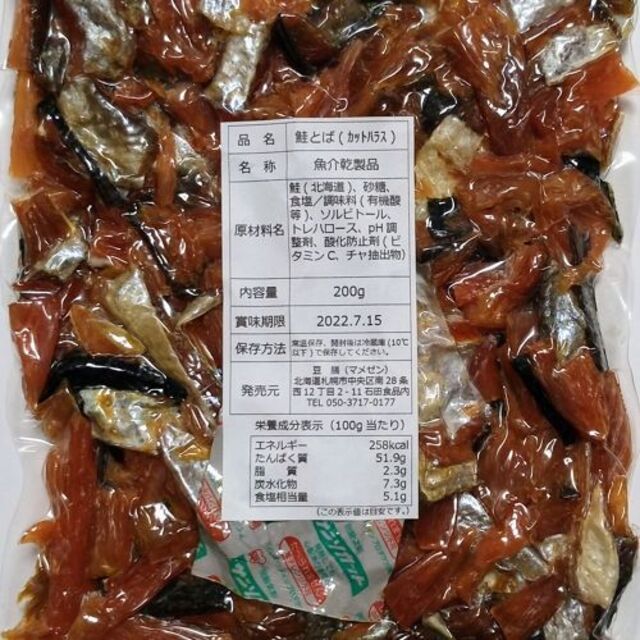 品 名 鮭とば(カットハラス)
名 称 魚介乾製品
原材料名 鮭(北海道)、砂糖、
食塩/調味料(有機酸
等)、ソルビトール、
トレハロース、pH調
整剤、酸化防止剤(ビ
タミンC、チャ抽出物)
内容量 200g
賞味期限 2022.7.15
保存方法 常温保存、開封後は冷蔵庫(10℃
以下)で保存してください。
発売元 豆 膳(マメゼン)
北海道札幌市中央区南28条
西12丁目2-11石田食品内
TEL 050-3717-0177
栄養成分表示(100g当たり)
エネルギー 258kcal
たんぱく質 51.9g
脂 質 2.3g
炭水化物 7.3g
食塩相当量 5.1g
(この表示値は目安です。)